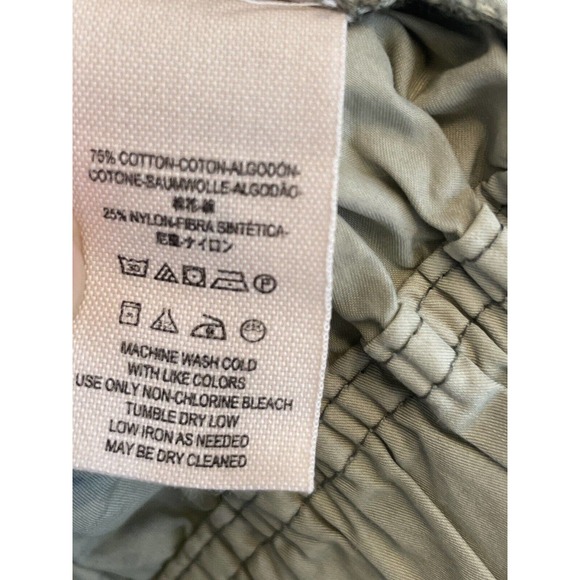 75% COTTON-COTON-ALGODÓN-
COTONE-BAUMWOLLE-ALGODÃO-
棉花-綿
25% NYLON-FIBRA SINTÉTICA-
尼龍-ナイロン
MACHINE WASH COLD
WITH LIKE COLORS
USE ONLY NON-CHLORINE BLEACH
TUMBLE DRY LOW
LOW IRON AS NEEDED
MAY BE DRY CLEANED